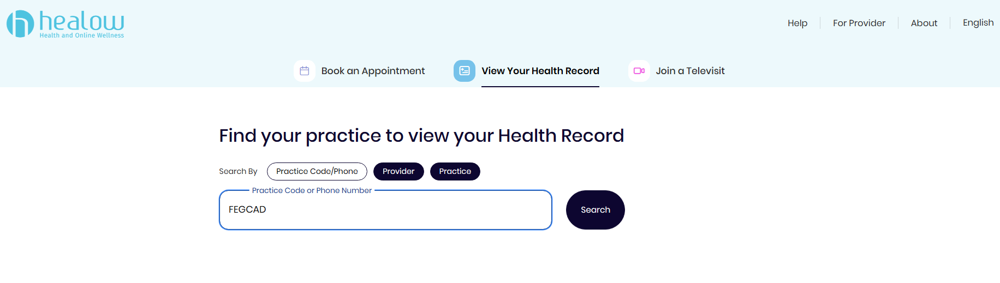 healow
Health and Online Wellness
Help
For Provider
About
English
Book an Appointment
View Your Health Record
Join a Televisit
Find your practice to view your Health Record
Search By
Practice Code/Phone
Provider
Practice
Practice Code or Phone Number
FEGCAD
Search